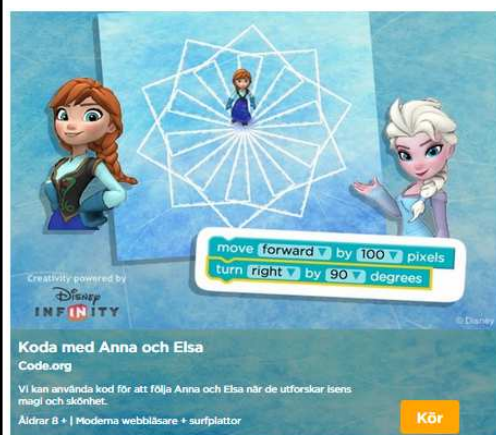 move forward by 100 pixels
turn right by 90 degrees
Creativity powered by
Disney
INFINITY
© Disney
Koda med Anna och Elsa
Code.org
Vi kan använda kod för att följa Anna och Elsa när de utforskar isens
magi och skönhet.
Åldrar 8 + | Moderna webbläsare + surfplattor
Kör